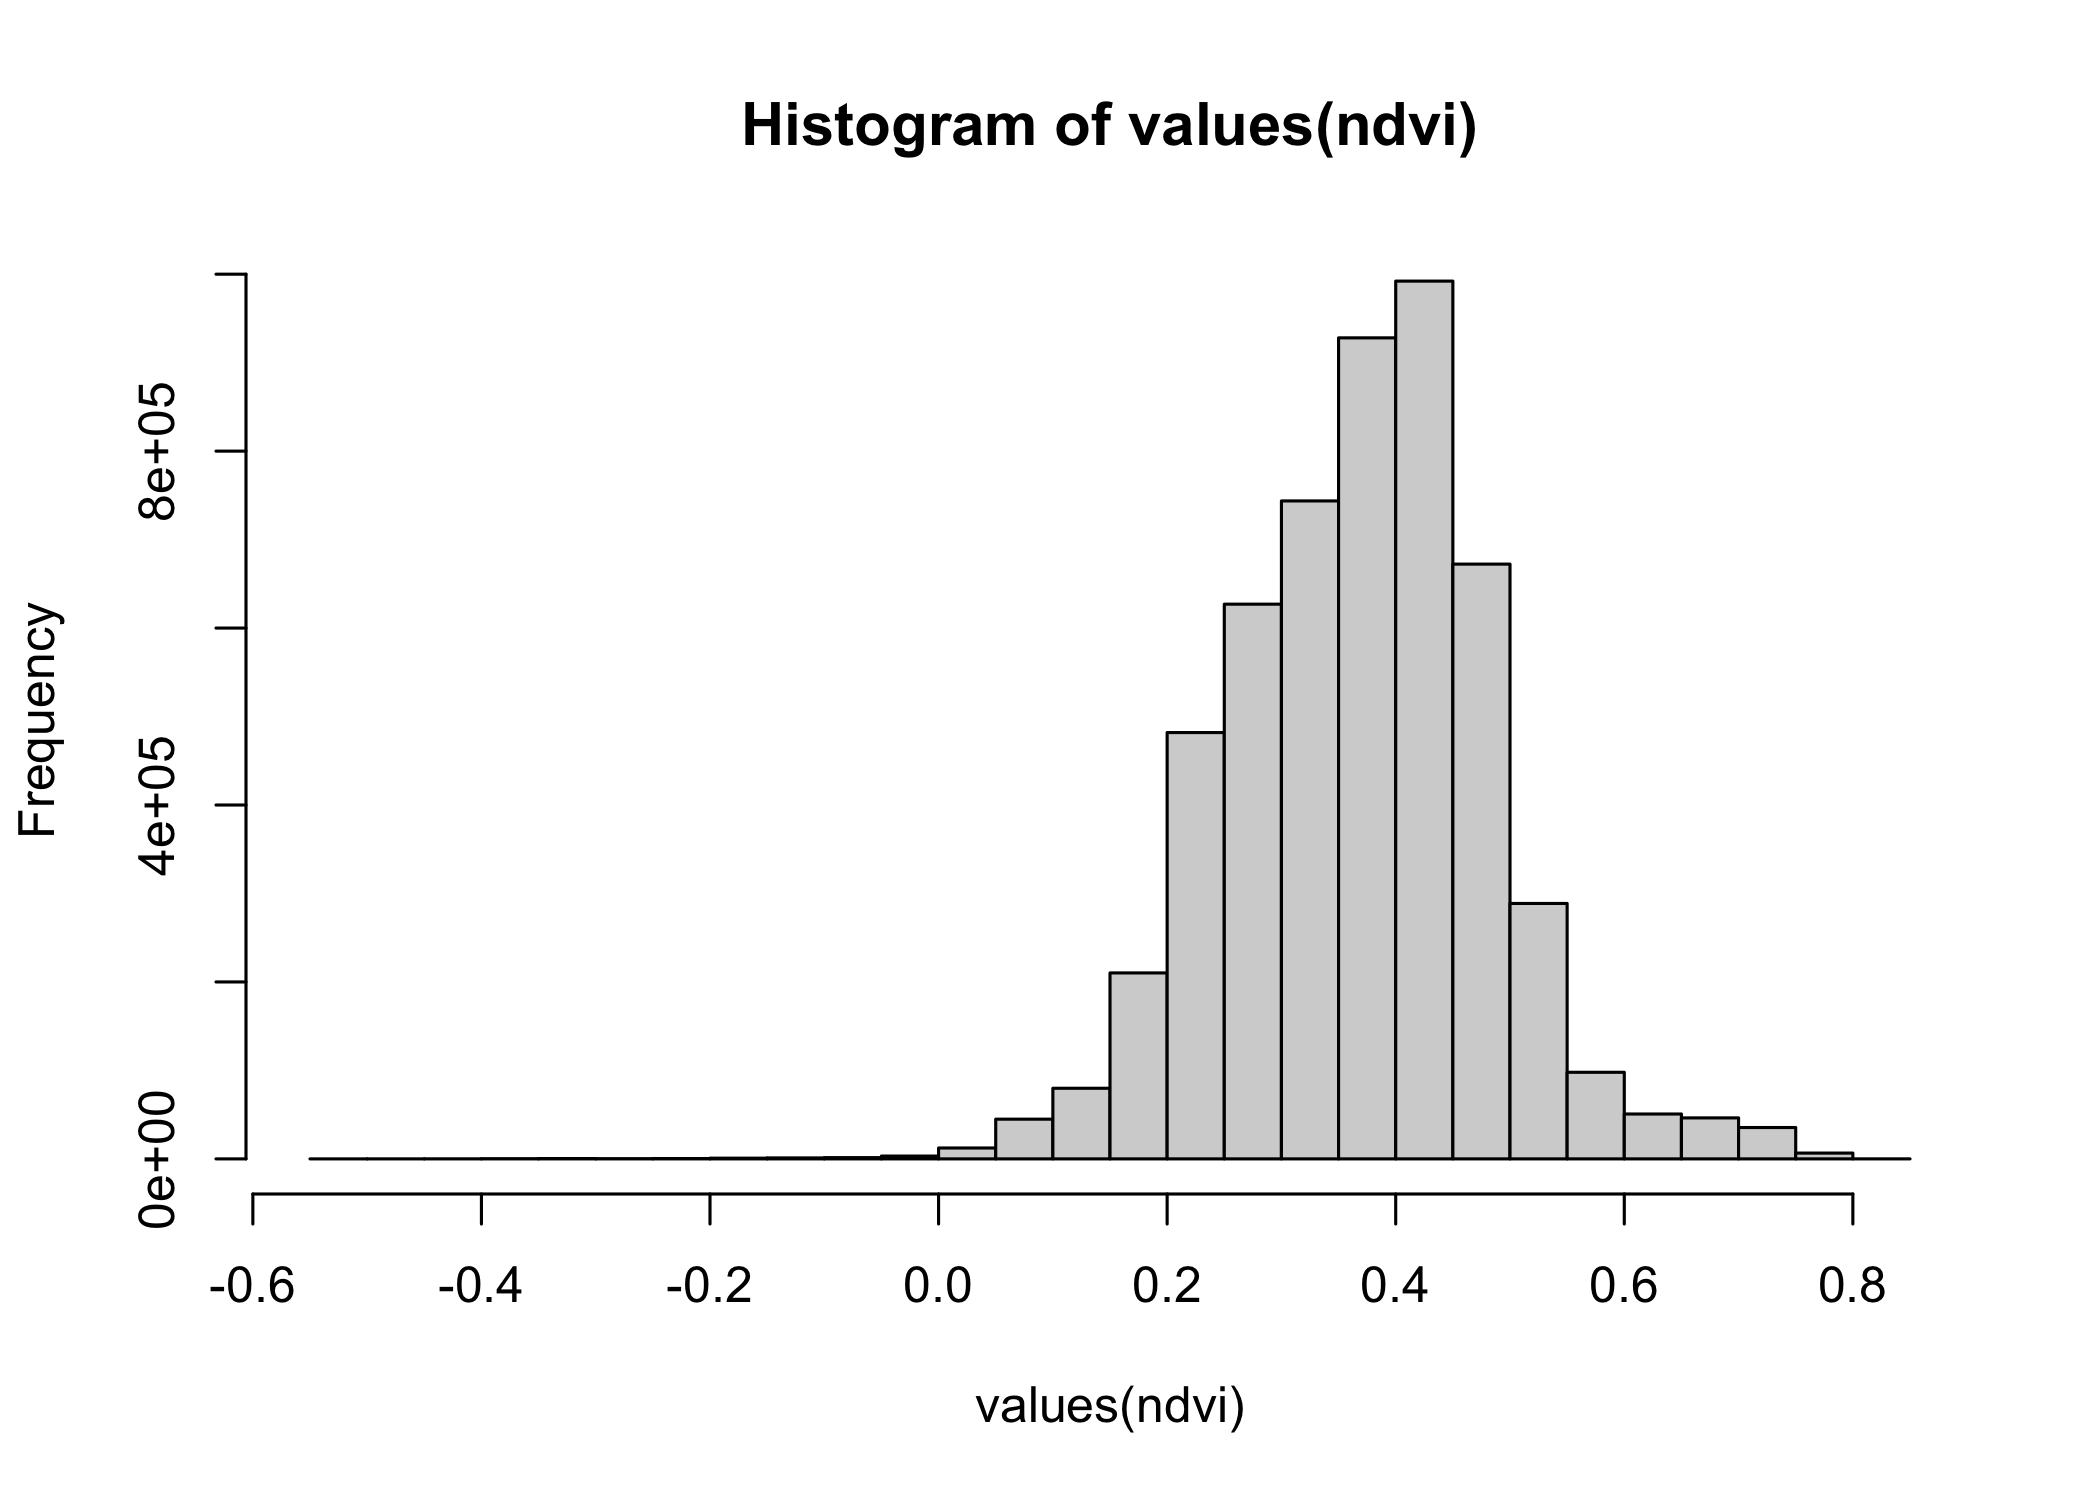 Histogram of values(ndvi)
Frequency
8e+05
4e+05
0e+00
-0.6 -0.4 -0.2 0.0 0.2 0.4 0.6 0.8
values(ndvi)